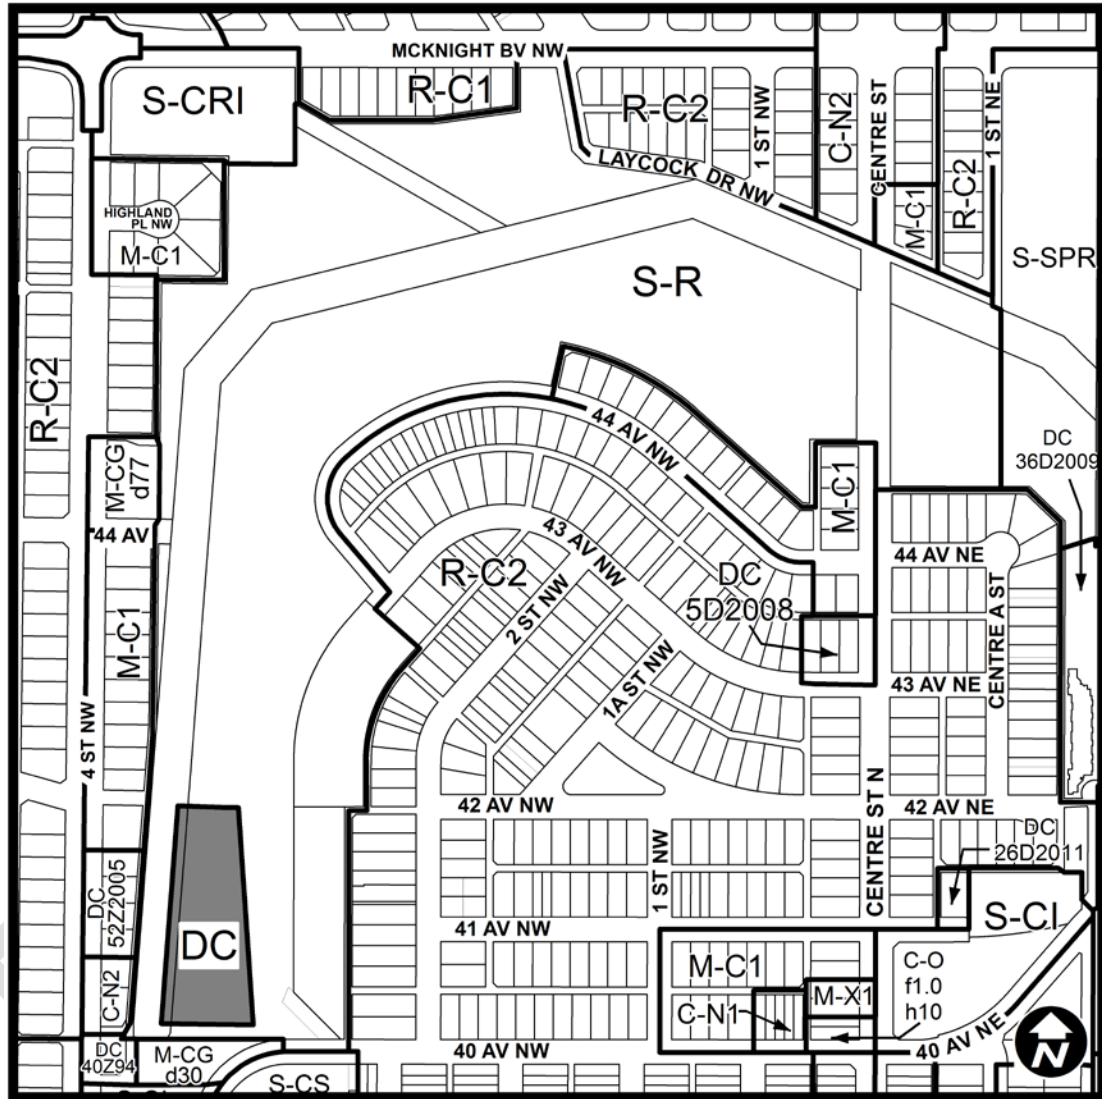 MCKNIGHT BV NW
S-CRI
R-C1
R-C2
1 ST NW
C-N2
CENTRE ST
1 ST NE
LAYCOCK DR NW
M-C1
R-C2
HIGHLAND
PL NW
M-C1
S-SPR
S-R
R-C2
44 AV NW
DC
36D2009
M-CG
d77
M-C1
44 AV
43 AV NW
44 AV NE
R-C2
DC
5D2008
2 ST NW
CENTRE A ST
M-C1
1A ST NW
43 AV NE
4 ST NW
42 AV NW
CENTRE ST N
42 AV NE
DC
26D2011
DC
52Z2005
1 ST NW
S-CI
41 AV NW
DC
M-C1
C-O
f1.0
h10
C-N2
M-X1
C-N1
40 AV NE
N
DC
40Z94
M-CG
d30
40 AV NW
S-CS